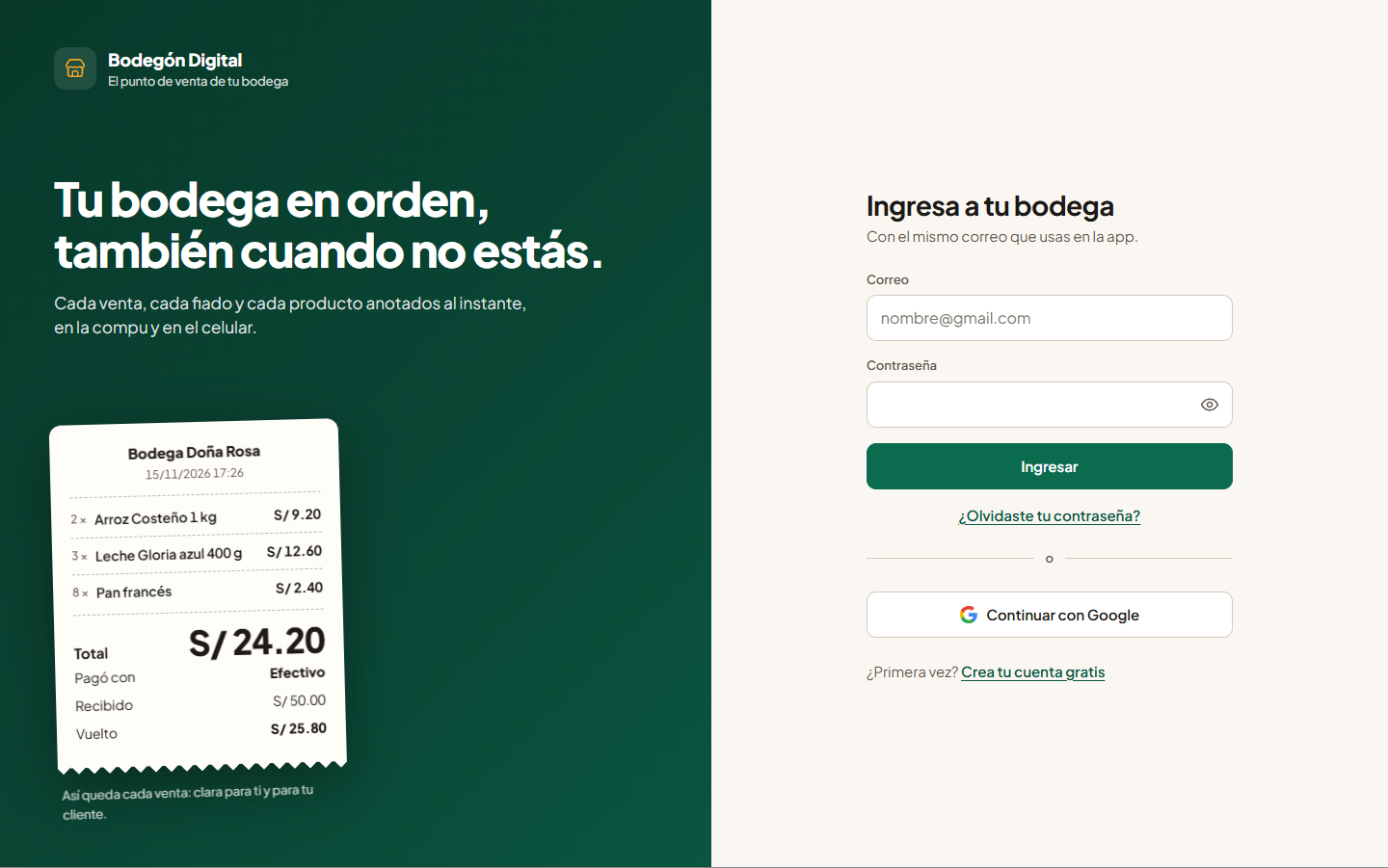 Bodegón Digital
El punto de venta de tu bodega
Tu bodega en orden,
también cuando no estás.
Cada venta, cada fiado y cada producto anotados al instante,
en la compu y en el celular.
Bodega Doña Rosa
15/11/2026 17:26
2 × Arroz Costeño 1 kg S/ 9.20
3 × Leche Gloria azul 400 g S/ 12.60
8 × Pan francés S/ 2.40
Total S/ 24.20
Pagó con Efectivo
Recibido S/ 50.00
Vuelto S/ 25.80
Así queda cada venta: clara para ti y para tu
cliente.
Ingresa a tu bodega
Con el mismo correo que usas en la app.
Correo
nombre@gmail.com
Contraseña
Ingresar
¿Olvidaste tu contraseña?
o
Continuar con Google
¿Primera vez? Crea tu cuenta gratis